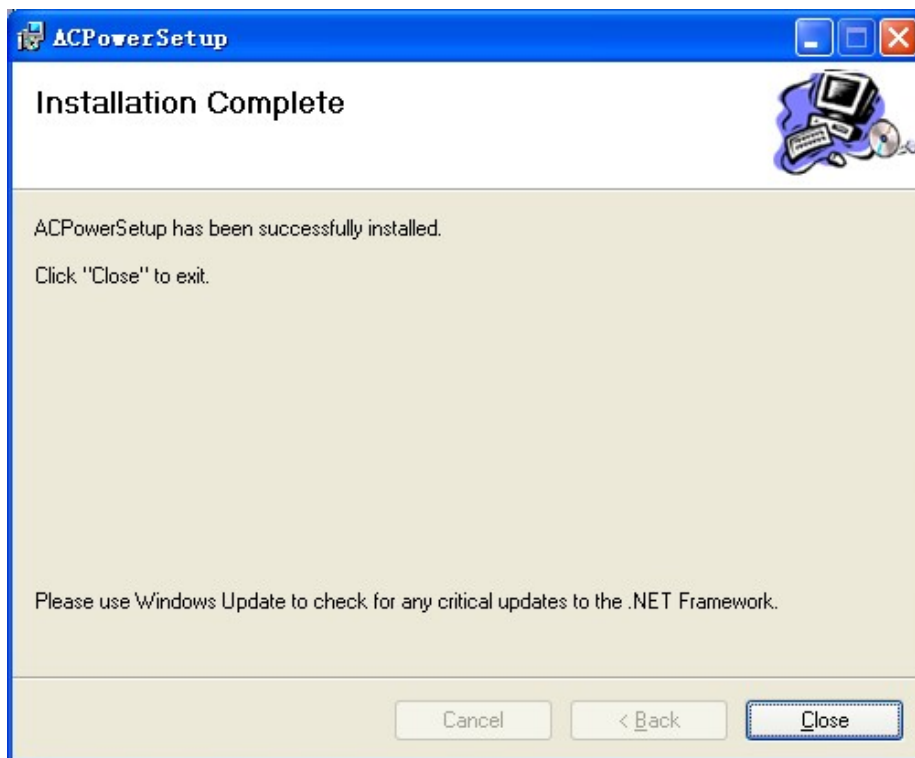 ACPowerSetup
Installation Complete
ACPowerSetup has been successfully installed.
Click "Close" to exit.
Please use Windows Update to check for any critical updates to the .NET Framework.
Cancel
< Back
Close